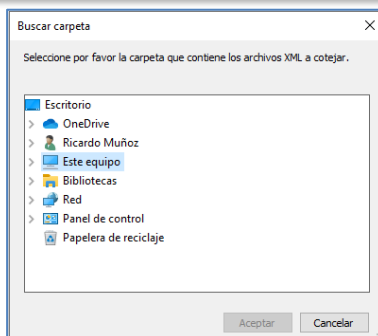 Buscar carpeta
Seleccione por favor la carpeta que contiene los archivos XML a cotejar.
Escritorio
OneDrive
Ricardo Muñoz
Este equipo
Bibliotecas
Red
Panel de control
Papelera de reciclaje
Aceptar Cancelar